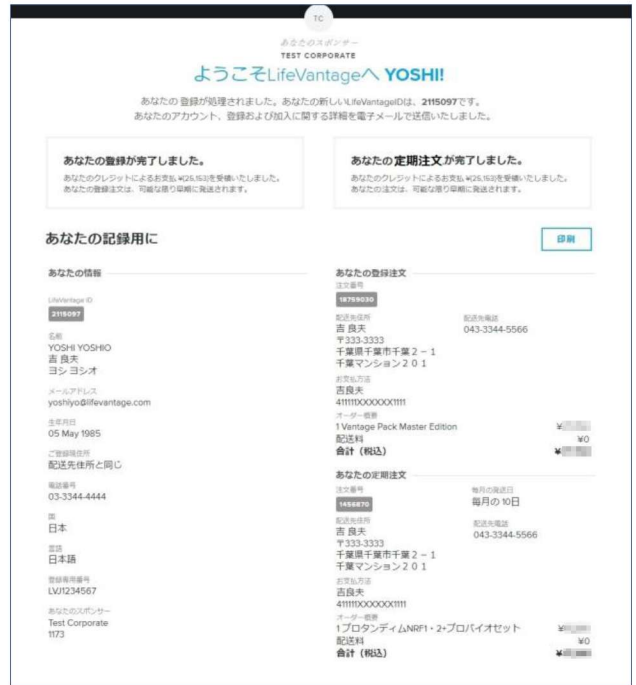 TC
あなたのスポンサー
TEST CORPORATE
ようこそLifeVantageへ YOSHI!
あなたの登録が処理されました。あなたの新しいLifeVantageIDは、2115097です。
あなたのアカウント、登録および加入に関する詳細を電子メールで送信いたしました。
あなたの登録が完了しました。
あなたのクレジットによるお支払 ¥(25,153)を受領いたしました。
あなたの登録注文は、可能な限り早期に発送されます。
あなたの定期注文が完了しました。
あなたのクレジットによるお支払 ¥(25,153)を受領いたしました。
あなたの注文は、可能な限り早期に発送されます。
あなたの記録用に
印刷
あなたの情報
LifeVantage ID
2115097
名前
YOSHI YOSHIO
吉 良夫
ヨシ ヨシオ
メールアドレス
yoshiyo@lifevantage.com
生年月日
05 May 1985
ご登録現住所
配送先住所と同じ
電話番号
03-3344-4444
国
日本
言語
日本語
登録専用番号
LVJ1234567
あなたのスポンサー
Test Corporate
1173
あなたの登録注文
注文番号
18759030
配送先住所
吉 良夫
〒333-3333
千葉県千葉市千葉2-1
千葉マンション201
配送先電話
043-3344-5566
お支払方法
吉良夫
411111XXXXXX1111
オーダー概要
1 Vantage Pack Master Edition ¥
配送料 ¥0
合計（税込） ¥
あなたの定期注文
注文番号
1456870
毎月の発送日
毎月の 10日
配送先住所
吉 良夫
〒333-3333
千葉県千葉市千葉2-1
千葉マンション201
配送先電話
043-3344-5566
お支払方法
吉良夫
411111XXXXXX1111
オーダー概要
1 プロタンディムNRF1・2+プロバイオセット ¥
配送料 ¥0
合計（税込） ¥